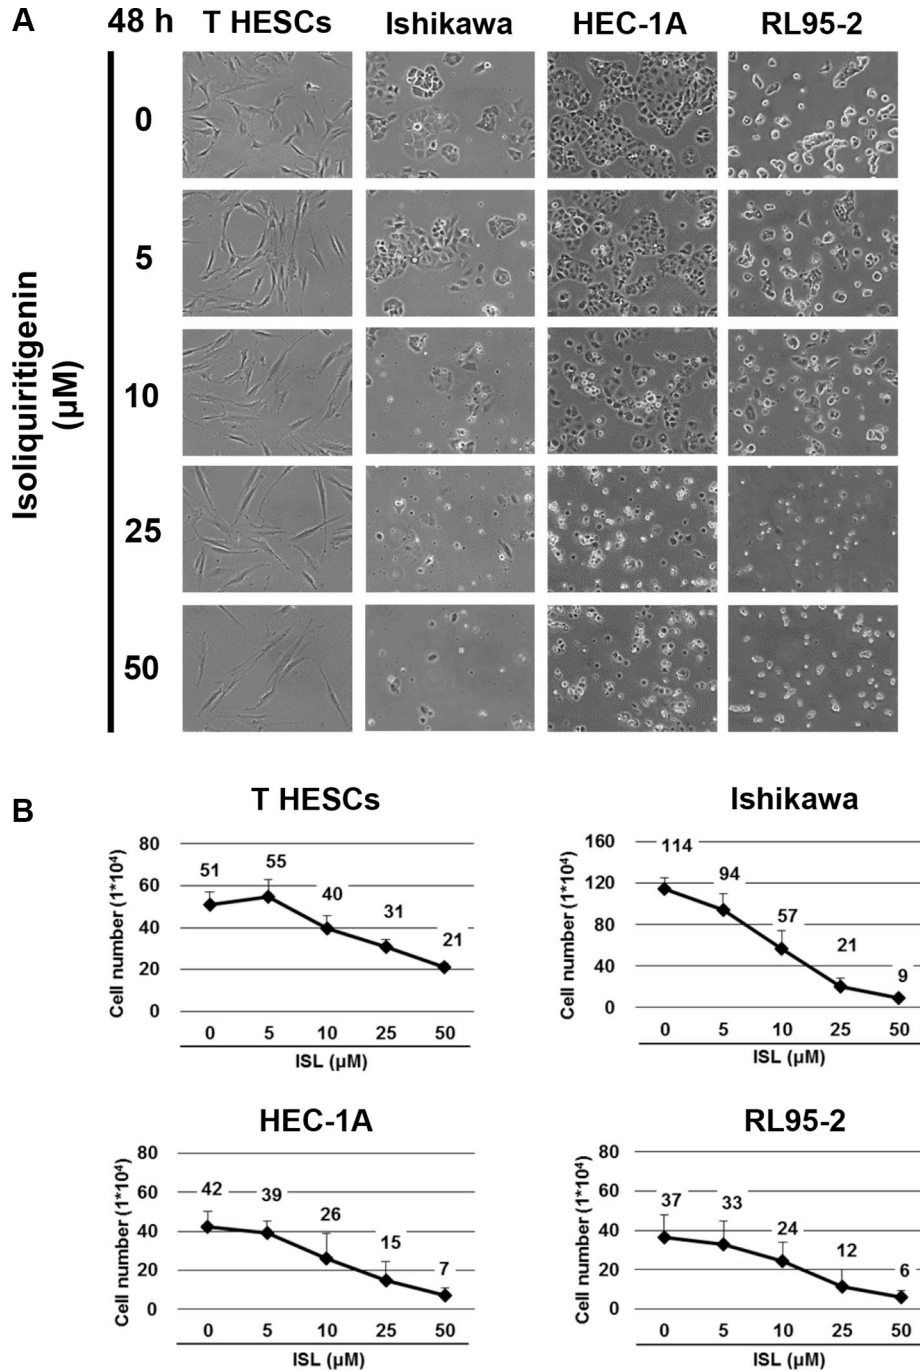 A
48 h T HESCs Ishikawa HEC-1A RL95-2
Isoliquiritigenin
(µM)
0
5
10
25
50
B
T HESCs
Cell number (1*10⁴)
80
60
40
20
0
51 55 40 31 21
0 5 10 25 50
ISL (µM)
Ishikawa
Cell number (1*10⁴)
160
120
80
40
0
114 94 57 21 9
0 5 10 25 50
ISL (µM)
HEC-1A
Cell number (1*10⁴)
80
60
40
20
0
42 39 26 15 7
0 5 10 25 50
ISL (µM)
RL95-2
Cell number (1*10⁴)
80
60
40
20
0
37 33 24 12 6
0 5 10 25 50
ISL (µM)